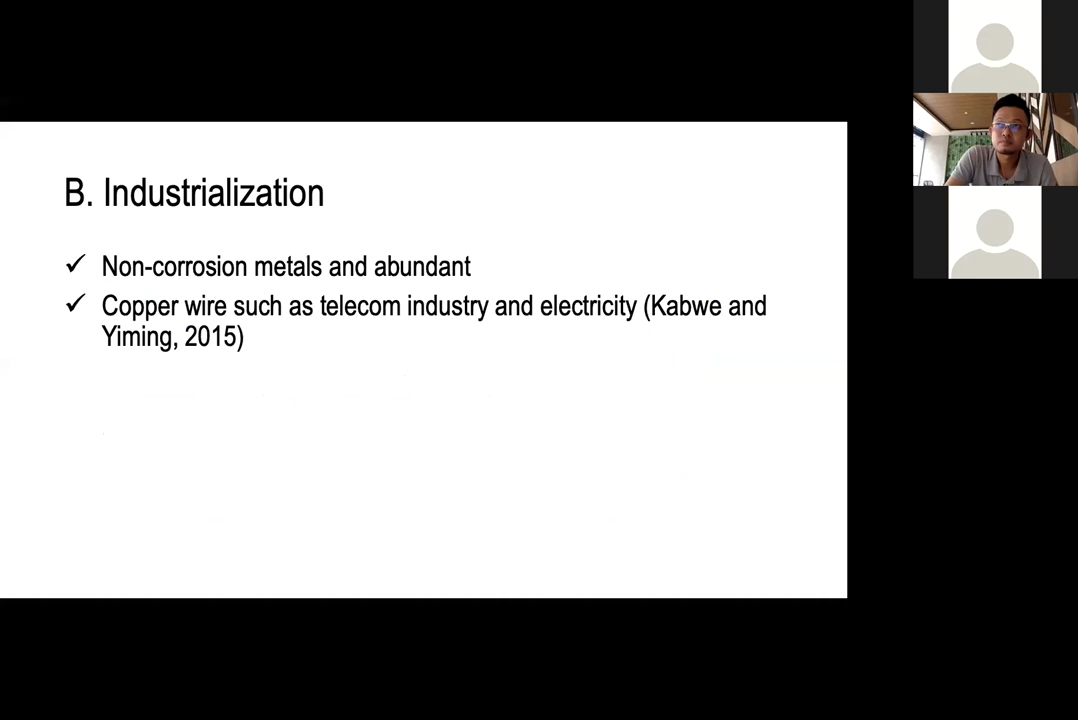 B. Industrialization
✓ Non-corrosion metals and abundant
✓ Copper wire such as telecom industry and electricity (Kabwe and
Yiming, 2015)